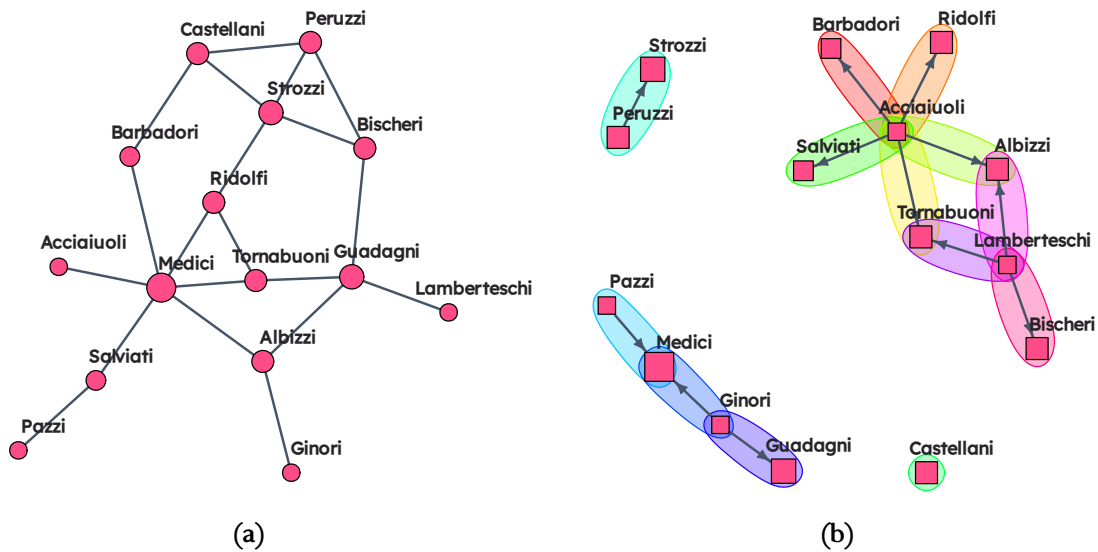 Castellani
Peruzzi
Strozzi
Barbadori
Bischeri
Ridolfi
Acciaiuoli
Medici
Tornabuoni
Guadagni
Lamberteschi
Salviati
Albizzi
Pazzi
Ginori
(a)
Strozzi
Peruzzi
Barbadori
Ridolfi
Acciaiuoli
Salviati
Albizzi
Tornabuoni
Lamberteschi
Bischeri
Pazzi
Medici
Ginori
Guadagni
Castellani
(b)